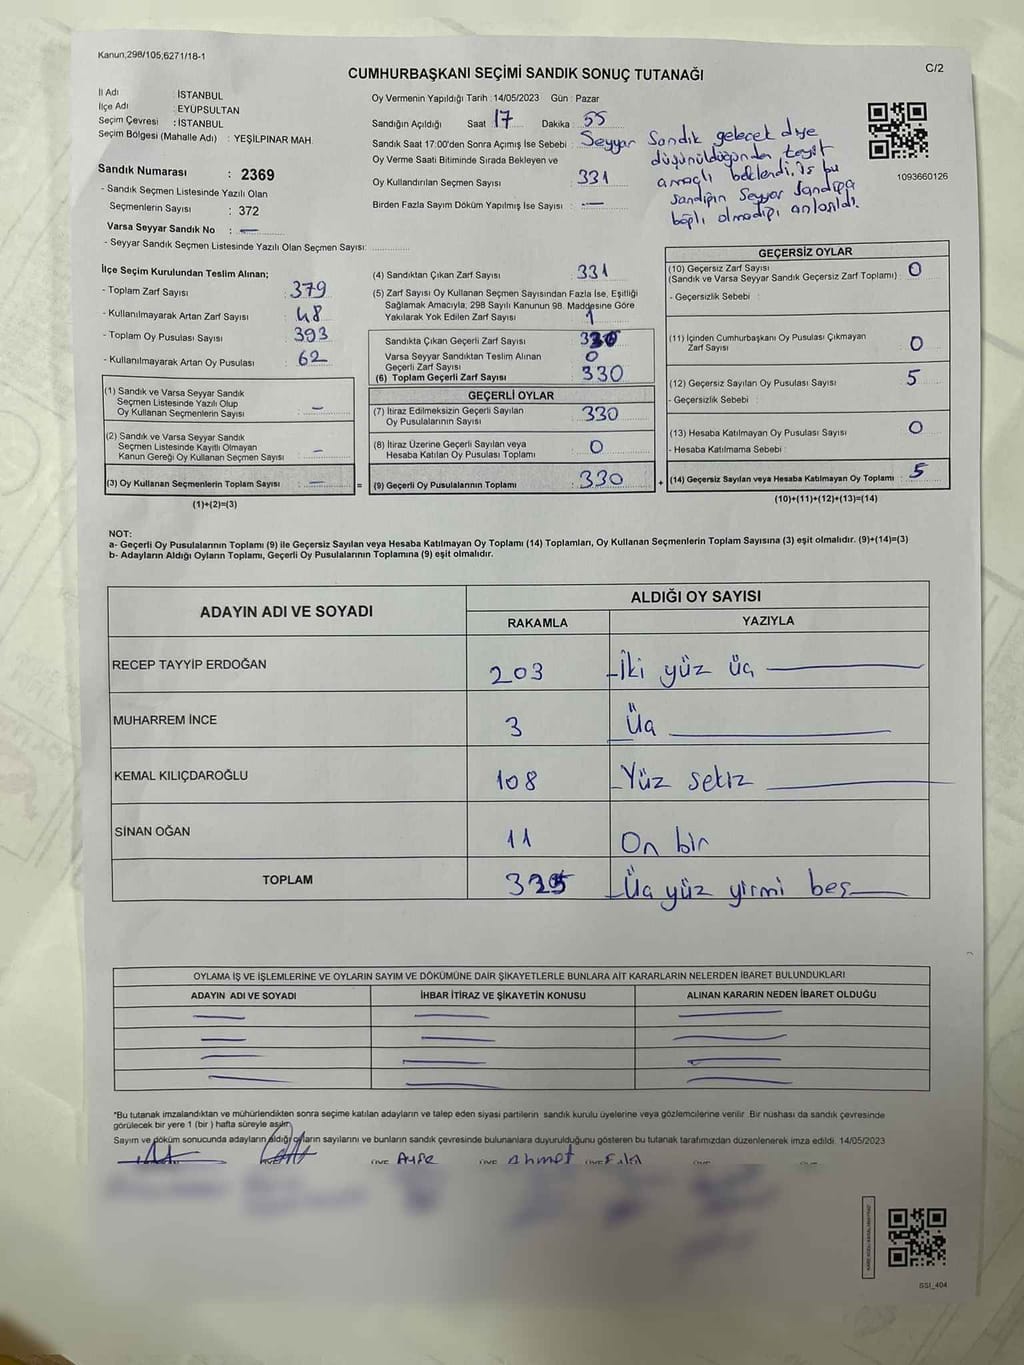 Kanun;298/105;6271/18-1
C/2
CUMHURBAŞKANI SEÇİMİ SANDIK SONUÇ TUTANAĞI
İl Adı : İSTANBUL
İlçe Adı : EYÜPSULTAN
Seçim Çevresi : İSTANBUL
Seçim Bölgesi (Mahalle Adı) : YEŞİLPINAR MAH.
Sandık Numarası : 2369
- Sandık Seçmen Listesinde Yazılı Olan
Seçmenlerin Sayısı : 372
Varsa Seyyar Sandık No : —
- Seyyar Sandık Seçmen Listesinde Yazılı Olan Seçmen Sayısı:
Oy Vermenin Yapıldığı Tarih :14/05/2023 Gün : Pazar
Sandığın Açıldığı Saat 17 Dakika : 55
Sandık Saat 17:00'den Sonra Açımış İse Sebebi : Seyyar Sandık gelecek diye
düşünüldüğünden teyit
amaçlı beklendi, iş bu
sandığın Seyyar Sandığa
bağlı olmadığı anlaşıldı.
Oy Verme Saati Bitiminde Sırada Bekleyen ve
Oy Kullandırılan Seçmen Sayısı : 331
Birden Fazla Sayım Döküm Yapılmış İse Sayısı : —
1093660126
İlçe Seçim Kurulundan Teslim Alınan;
- Toplam Zarf Sayısı : 379
- Kullanılmayarak Artan Zarf Sayısı : 48
- Toplam Oy Pusulası Sayısı : 393
- Kullanılmayarak Artan Oy Pusulası : 62
(1) Sandık ve Varsa Seyyar Sandık
Seçmen Listesinde Yazılı Olup
Oy Kullanan Seçmenlerin Sayısı : —
(2) Sandık ve Varsa Seyyar Sandık
Seçmen Listesinde Kayıtlı Olmayan
Kanun Gereği Oy Kullanan Seçmen Sayısı : —
(3) Oy Kullanan Seçmenlerin Toplam Sayısı : —
(1)+(2)=(3)
(4) Sandıktan Çıkan Zarf Sayısı : 331
(5) Zarf Sayısı Oy Kullanan Seçmen Sayısından Fazla İse, Eşitliği
Sağlamak Amacıyla, 298 Sayılı Kanunun 98. Maddesine Göre
Yakılarak Yok Edilen Zarf Sayısı : 1
Sandıkta Çıkan Geçerli Zarf Sayısı : 330
Varsa Seyyar Sandıktan Teslim Alınan
Geçerli Zarf Sayısı : 0
(6) Toplam Geçerli Zarf Sayısı : 330
GEÇERLİ OYLAR
(7) İtiraz Edilmeksizin Geçerli Sayılan
Oy Pusulalarının Sayısı : 330
(8) İtiraz Üzerine Geçerli Sayılan veya
Hesaba Katılan Oy Pusulası Toplamı : 0
= (9) Geçerli Oy Pusulalarının Toplamı : 330
GEÇERSİZ OYLAR
(10) Geçersiz Zarf Sayısı
(Sandık ve Varsa Seyyar Sandık Geçersiz Zarf Toplamı) : 0
- Geçersizlik Sebebi :
(11) İçinden Cumhurbaşkanı Oy Pusulası Çıkmayan
Zarf Sayısı : 0
(12) Geçersiz Sayılan Oy Pusulası Sayısı : 5
- Geçersizlik Sebebi :
(13) Hesaba Katılmayan Oy Pusulası Sayısı : 0
- Hesaba Katılmama Sebebi :
+ (14) Geçersiz Sayılan veya Hesaba Katılmayan Oy Toplamı : 5
(10)+(11)+(12)+(13)=(14)
NOT:
a- Geçerli Oy Pusulalarının Toplamı (9) ile Geçersiz Sayılan veya Hesaba Katılmayan Oy Toplamı (14) Toplamları, Oy Kullanan Seçmenlerin Toplam Sayısına (3) eşit olmalıdır. (9)+(14)=(3)
b- Adayların Aldığı Oyların Toplamı, Geçerli Oy Pusulalarının Toplamına (9) eşit olmalıdır.
ADAYIN ADI VE SOYADI
ALDIĞI OY SAYISI
RAKAMLA YAZIYLA
RECEP TAYYİP ERDOĞAN 203 İki yüz üç
MUHARREM İNCE 3 Üç
KEMAL KILIÇDAROĞLU 108 Yüz sekiz
SİNAN OĞAN 11 On bir
TOPLAM 325 Üç yüz yirmi beş
OYLAMA İŞ VE İŞLEMLERİNE VE OYLARIN SAYIM VE DÖKÜMÜNE DAİR ŞİKAYETLERLE BUNLARA AİT KARARLARIN NELERDEN İBARET BULUNDUKLARI
ADAYIN ADI VE SOYADI İHBAR İTİRAZ VE ŞİKAYETİN KONUSU ALINAN KARARIN NEDEN İBARET OLDUĞU
"Bu tutanak imzalandıktan ve mühürlendikten sonra seçime katılan adayların ve talep eden siyasi partilerin sandık kurulu üyelerine veya gözlemcilerine verilir. Bir nüshası da sandık çevresinde
görülecek bir yere 1 (bir) hafta süreyle asılır.
Sayım ve döküm sonucunda adayların aldığı oyların sayılarını ve bunların sandık çevresinde bulunanlara duyurulduğunu gösteren bu tutanak tarafımızdan düzenlenerek imza edildi. 14/05/2023
ÜYE Ayşe ÜYE Ahmet ÜYE
SSİ_404